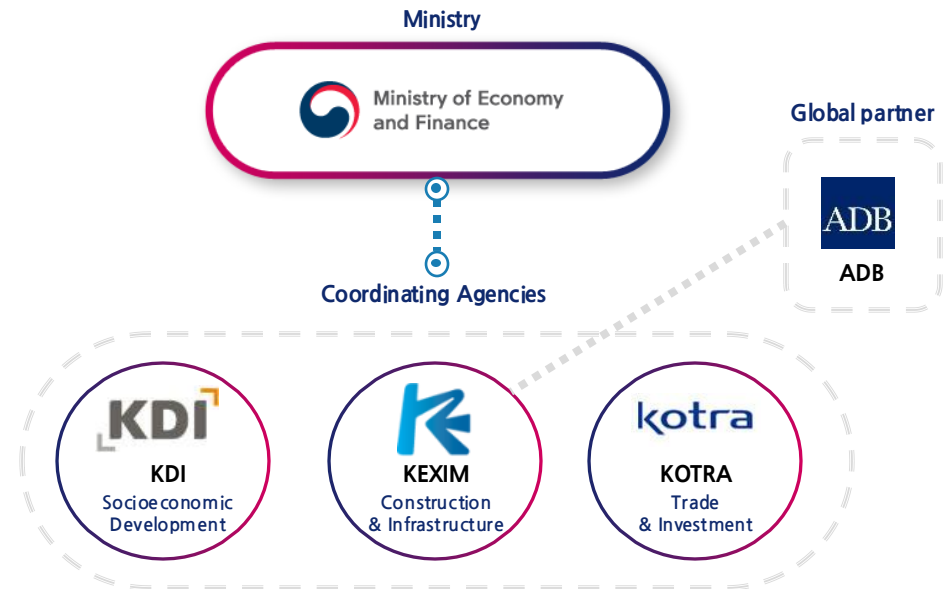 Ministry
Ministry of Economy
and Finance
Global partner
ADB
ADB
Coordinating Agencies
KDI
KDI
Socioeconomic
Development
KEXIM
Construction
& Infrastructure
kotra
KOTRA
Trade
& Investment